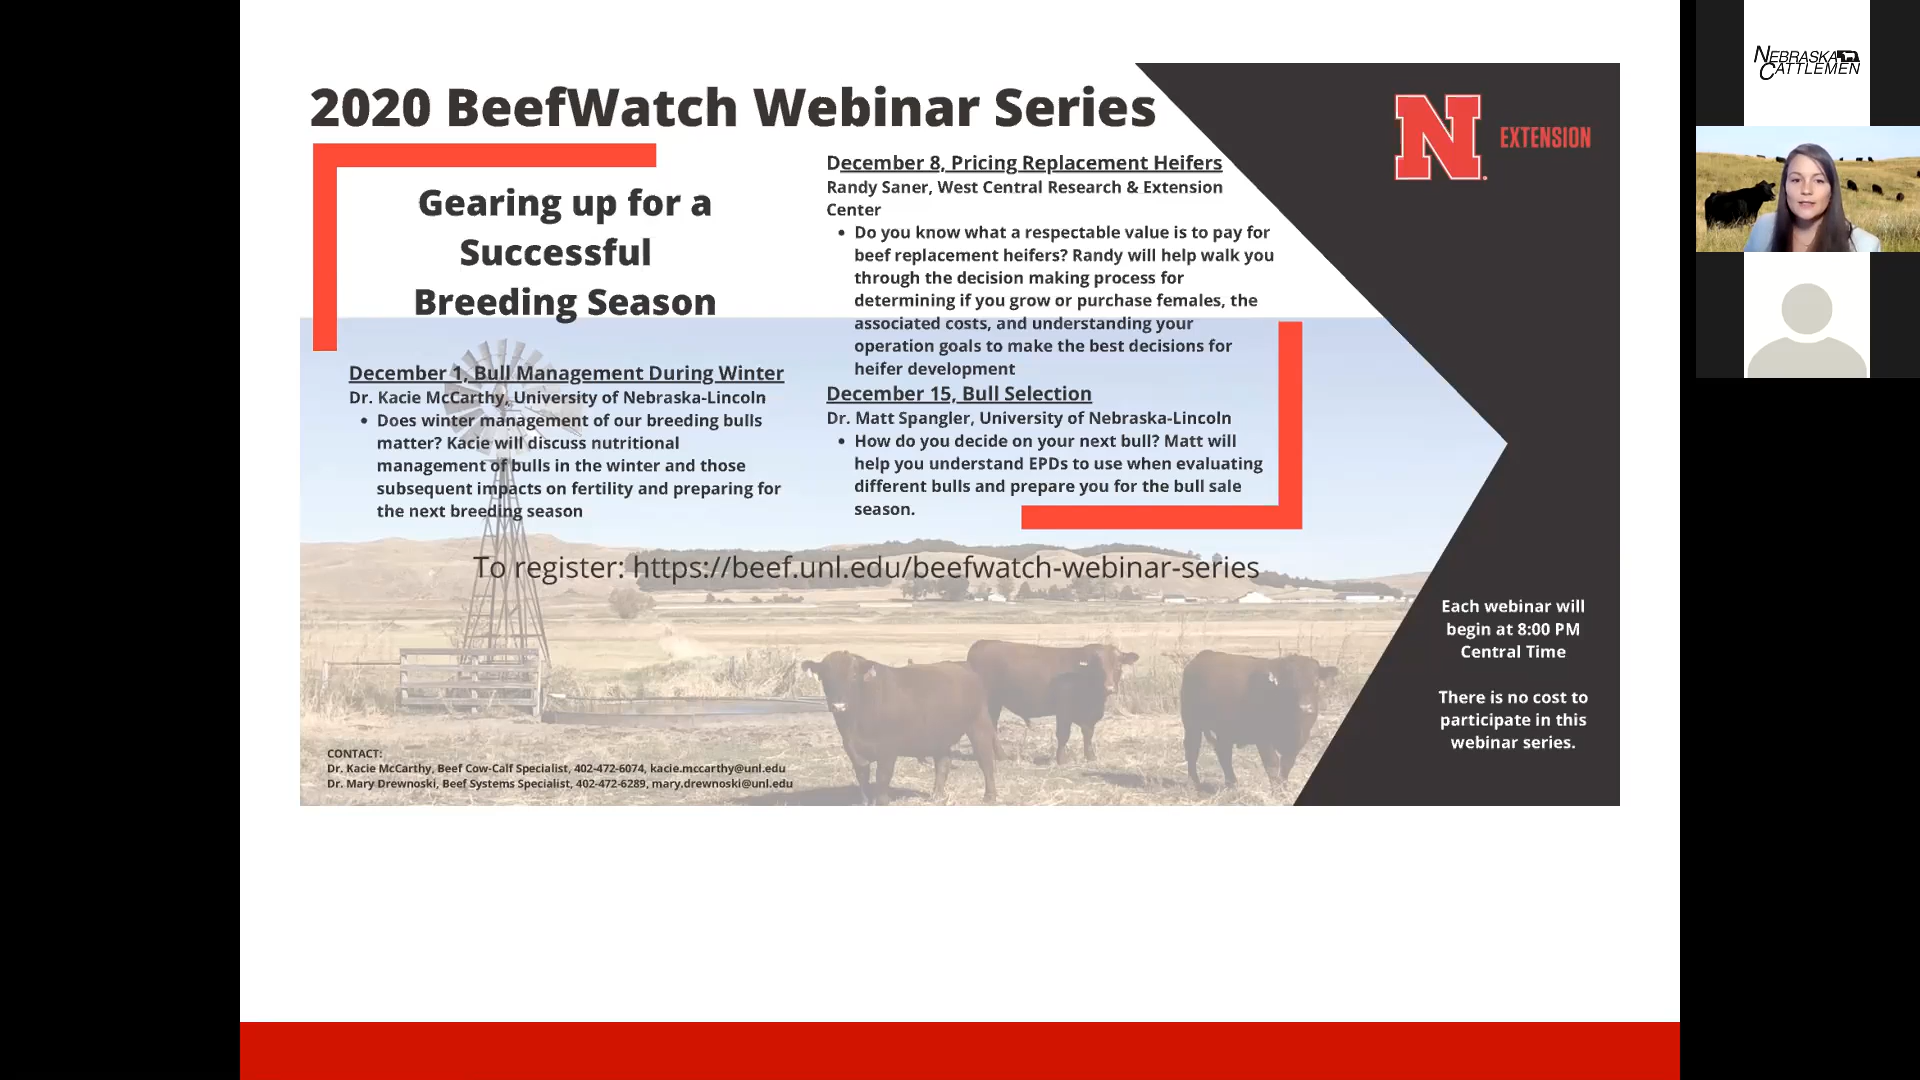 2020 BeefWatch Webinar Series
Gearing up for a
Successful
Breeding Season
December 1, Bull Management During Winter
Dr. Kacie McCarthy, University of Nebraska-Lincoln
• Does winter management of our breeding bulls
matter? Kacie will discuss nutritional
management of bulls in the winter and those
subsequent impacts on fertility and preparing for
the next breeding season
December 8, Pricing Replacement Heifers
Randy Saner, West Central Research & Extension
Center
• Do you know what a respectable value is to pay for
beef replacement heifers? Randy will help walk you
through the decision making process for
determining if you grow or purchase females, the
associated costs, and understanding your
operation goals to make the best decisions for
heifer development
December 15, Bull Selection
Dr. Matt Spangler, University of Nebraska-Lincoln
• How do you decide on your next bull? Matt will
help you understand EPDs to use when evaluating
different bulls and prepare you for the bull sale
season.
To register: https://beef.unl.edu/beefwatch-webinar-series
CONTACT:
Dr. Kacie McCarthy, Beef Cow-Calf Specialist, 402-472-6074, kacie.mccarthy@unl.edu
Dr. Mary Drewnoski, Beef Systems Specialist, 402-472-6289, mary.drewnoski@unl.edu
N EXTENSION
Each webinar will
begin at 8:00 PM
Central Time
There is no cost to
participate in this
webinar series.
NEBRASKA
CATTLEMEN